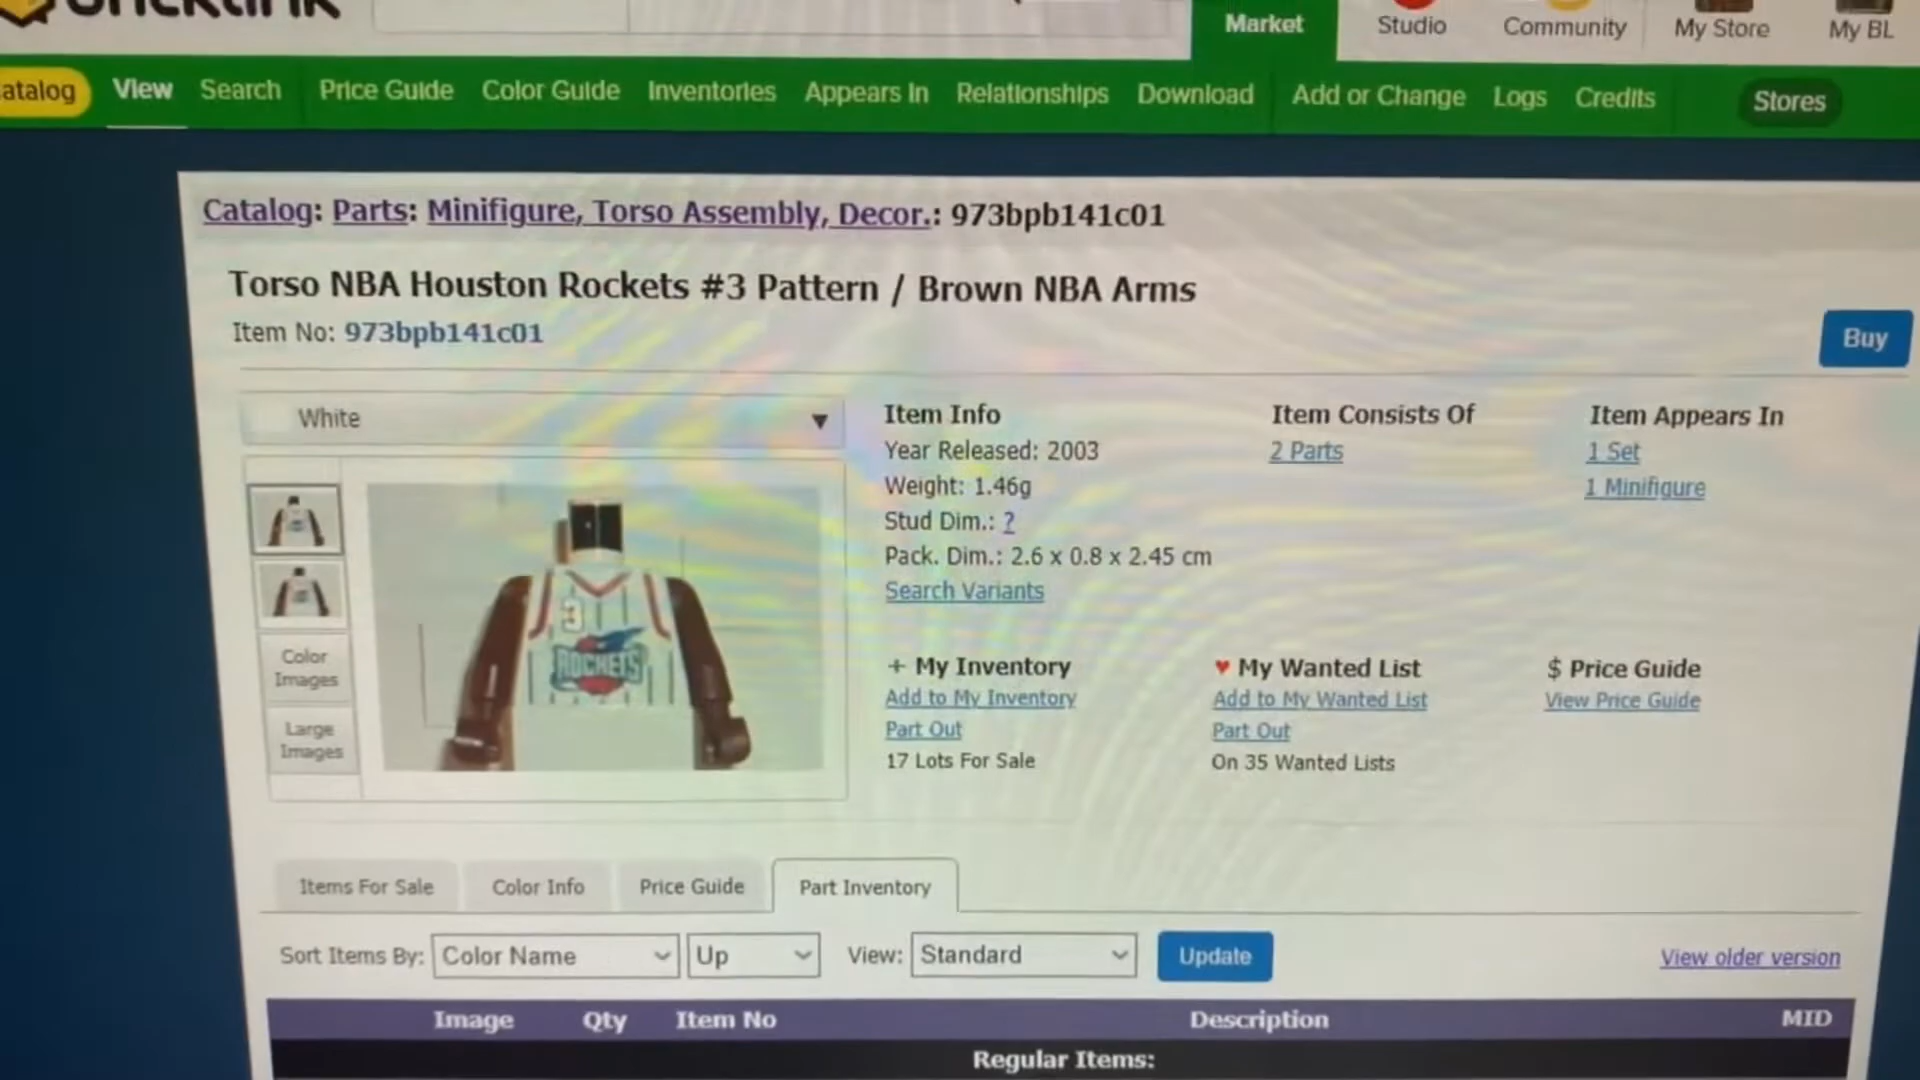 bricklink
Market
Studio
Community
My Store
My BL
atalog
View
Search
Price Guide
Color Guide
Inventories
Appears In
Relationships
Download
Add or Change
Logs
Credits
Stores
Catalog: Parts: Minifigure, Torso Assembly, Decor.: 973bpb141c01
Torso NBA Houston Rockets #3 Pattern / Brown NBA Arms
Item No: 973bpb141c01
Buy
White
Color
Images
Large
Images
3
ROCKETS
Item Info
Year Released: 2003
Weight: 1.46g
Stud Dim.: ?
Pack. Dim.: 2.6 x 0.8 x 2.45 cm
Search Variants
Item Consists Of
2 Parts
Item Appears In
1 Set
1 Minifigure
+ My Inventory
Add to My Inventory
Part Out
17 Lots For Sale
♥ My Wanted List
Add to My Wanted List
Part Out
On 35 Wanted Lists
$ Price Guide
View Price Guide
Items For Sale
Color Info
Price Guide
Part Inventory
Sort Items By: Color Name Up View: Standard Update
View older version
Image Qty Item No Description MID
Regular Items: